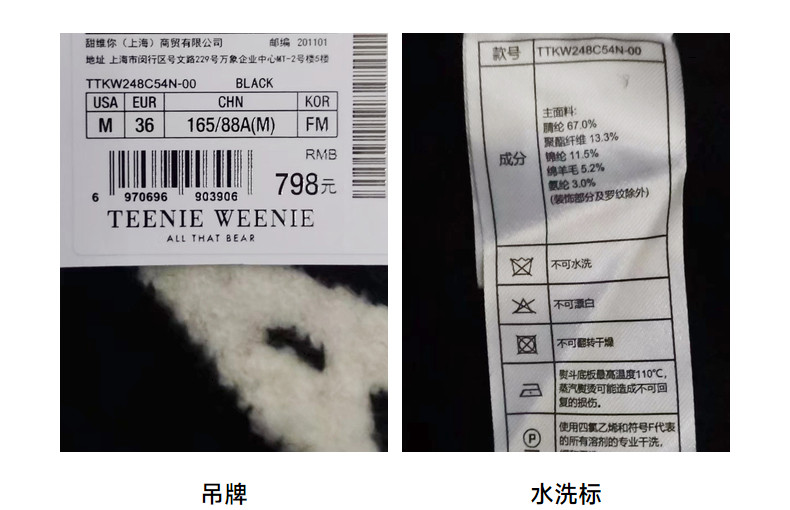 甜维你（上海）商贸有限公司 邮编 201101
地址 上海市闵行区号文路229号万象企业中心MT-2号楼5楼
TTKW248C54N-00 BLACK
USA EUR CHN KOR
M 36 165/88A(M) FM
RMB
798元
6 970696 903906
TEENIE WEENIE
ALL THAT BEAR
吊牌
款号 TTKW248C54N-00
成分
主面料:
腈纶 67.0%
聚酯纤维 13.3%
锦纶 11.5%
绵羊毛 5.2%
氨纶 3.0%
(装饰部分及罗纹除外)
不可水洗
不可漂白
不可翻转干燥
熨斗底板最高温度110℃,
蒸汽熨烫可能造成不可回
复的损伤。
P
使用四氯乙烯和符号F代表
的所有溶剂的专业干洗,
水洗标